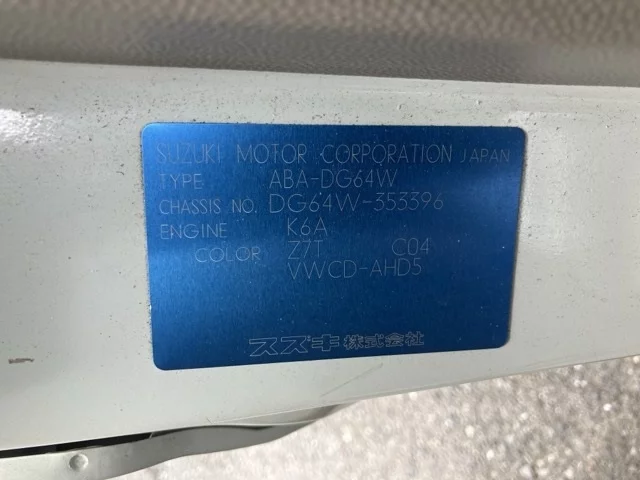 SUZUKI MOTOR CORPORATION JAPAN
TYPE ABA-DG64W
CHASSIS NO. DG64W-353396
ENGINE K6A
COLOR Z7T C04
VWCD-AHD5
スズキ株式会社